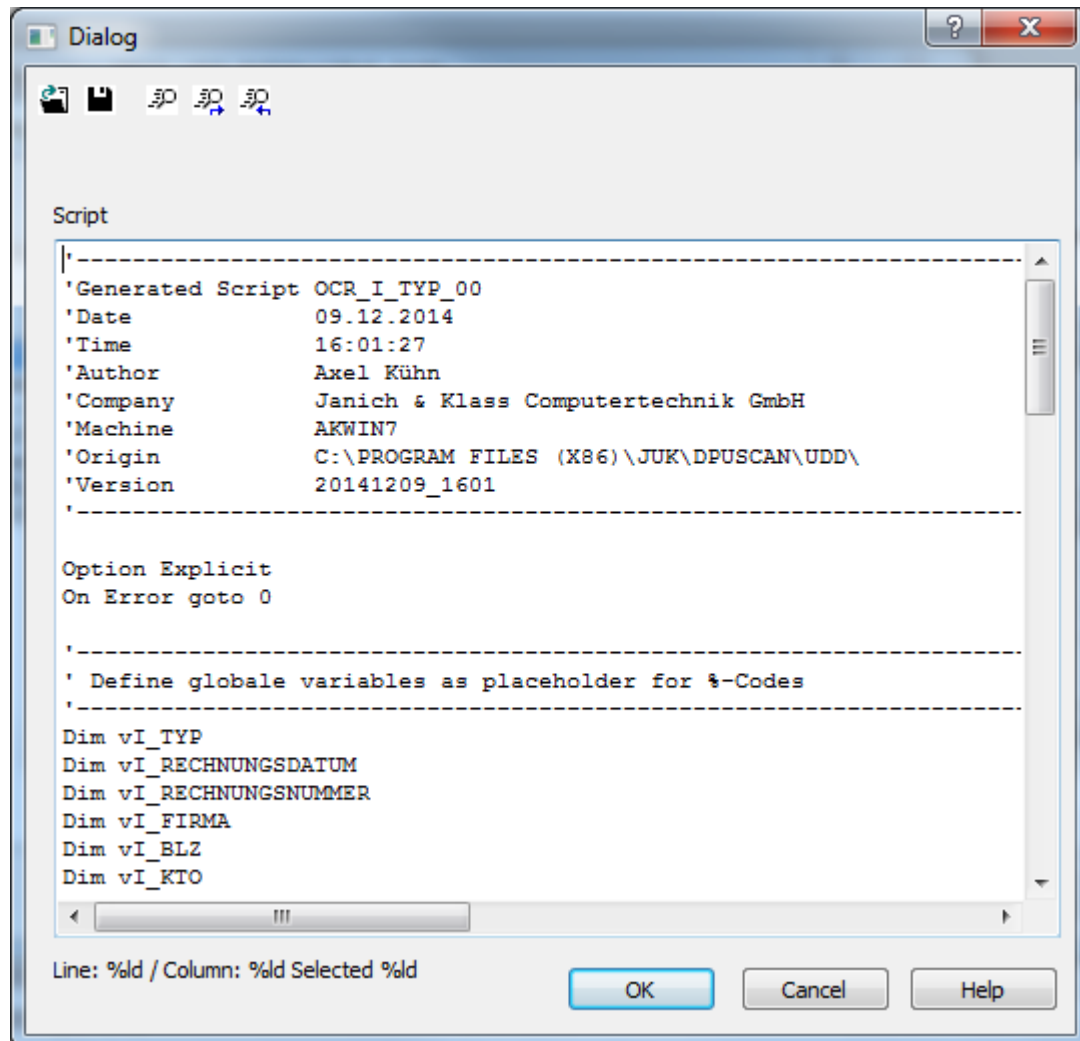 Dialog
Script
'--------------------------------------------------------------------
'Generated Script OCR_I_TYP_00
'Date             09.12.2014
'Time             16:01:27
'Author           Axel Kühn
'Company          Janich & Klass Computertechnik GmbH
'Machine          AKWIN7
'Origin           C:\PROGRAM FILES (X86)\JUK\DPUSCAN\UDD\
'Version          20141209_1601
'--------------------------------------------------------------------
Option Explicit
On Error goto 0
'--------------------------------------------------------------------
' Define globale variables as placeholder for %-Codes
'--------------------------------------------------------------------
Dim vI_TYP
Dim vI_RECHNUNGSDATUM
Dim vI_RECHNUNGSNUMMER
Dim vI_FIRMA
Dim vI_BLZ
Dim vI_KTO
Line: %ld / Column: %ld Selected %ld
OK Cancel Help